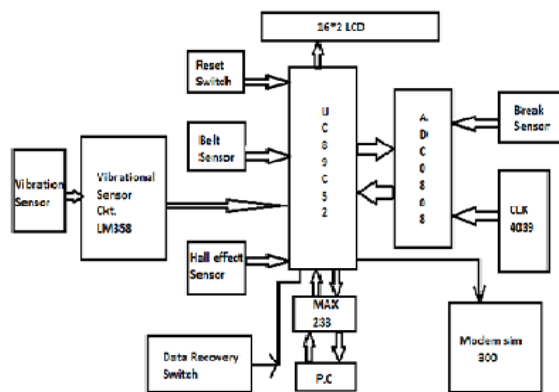 16*2 LCD
Reset
Switch
U
C
8
9
C
5
2
A
D
C
0
8
0
8
Break
Sensor
Belt
Sensor
Vibration
Sensor
Vibrational
Sensor
Ckt.
LM358
CLK
4039
Hall effect
Sensor
MAX
233
Modem sim
300
Data Recovery
Switch
P.C